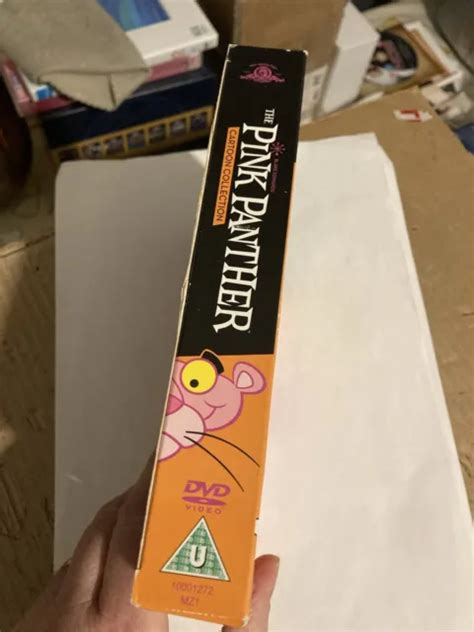 THE
PINK PANTHER
CARTOON COLLECTION
DVD
VIDEO
U
10001272
MZ1